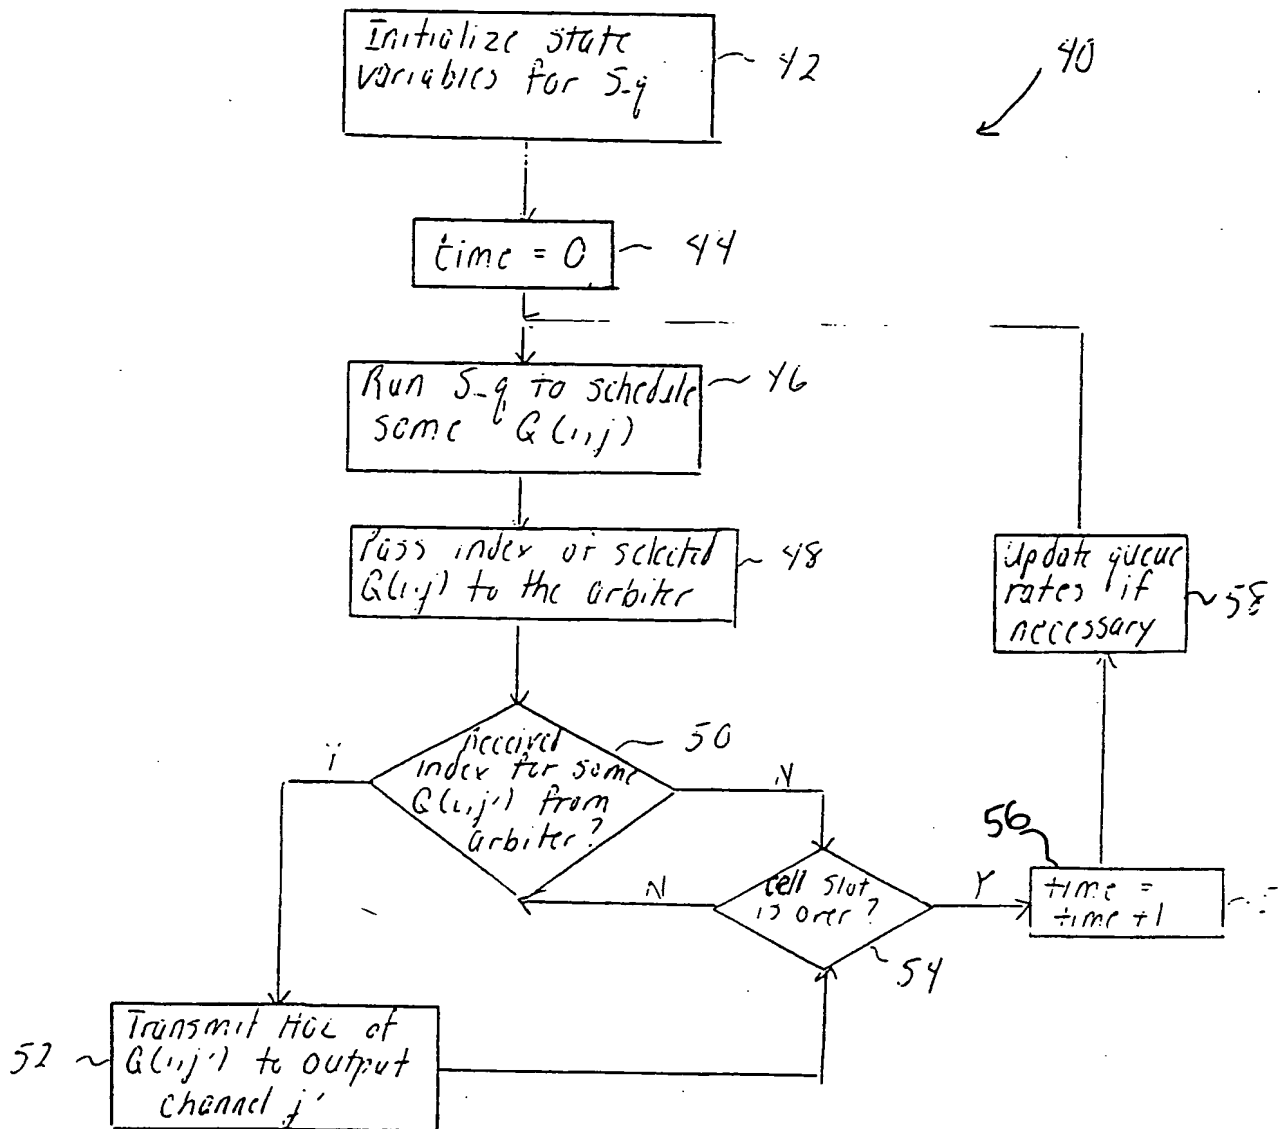 Initialize state
variables for S-q
42
40
time = 0
44
Run S-q to schedule
some Q(i,j)
46
Pass index of selected
Q(i,j) to the arbiter
48
Update queue
rates if
necessary
58
Received
index for some
Q(i,j') from
arbiter?
50
Y
N
cell slot
is over?
54
N
Y
56
time =
time +1
Transmit HOL of
Q(i,j') to output
channel j'
52